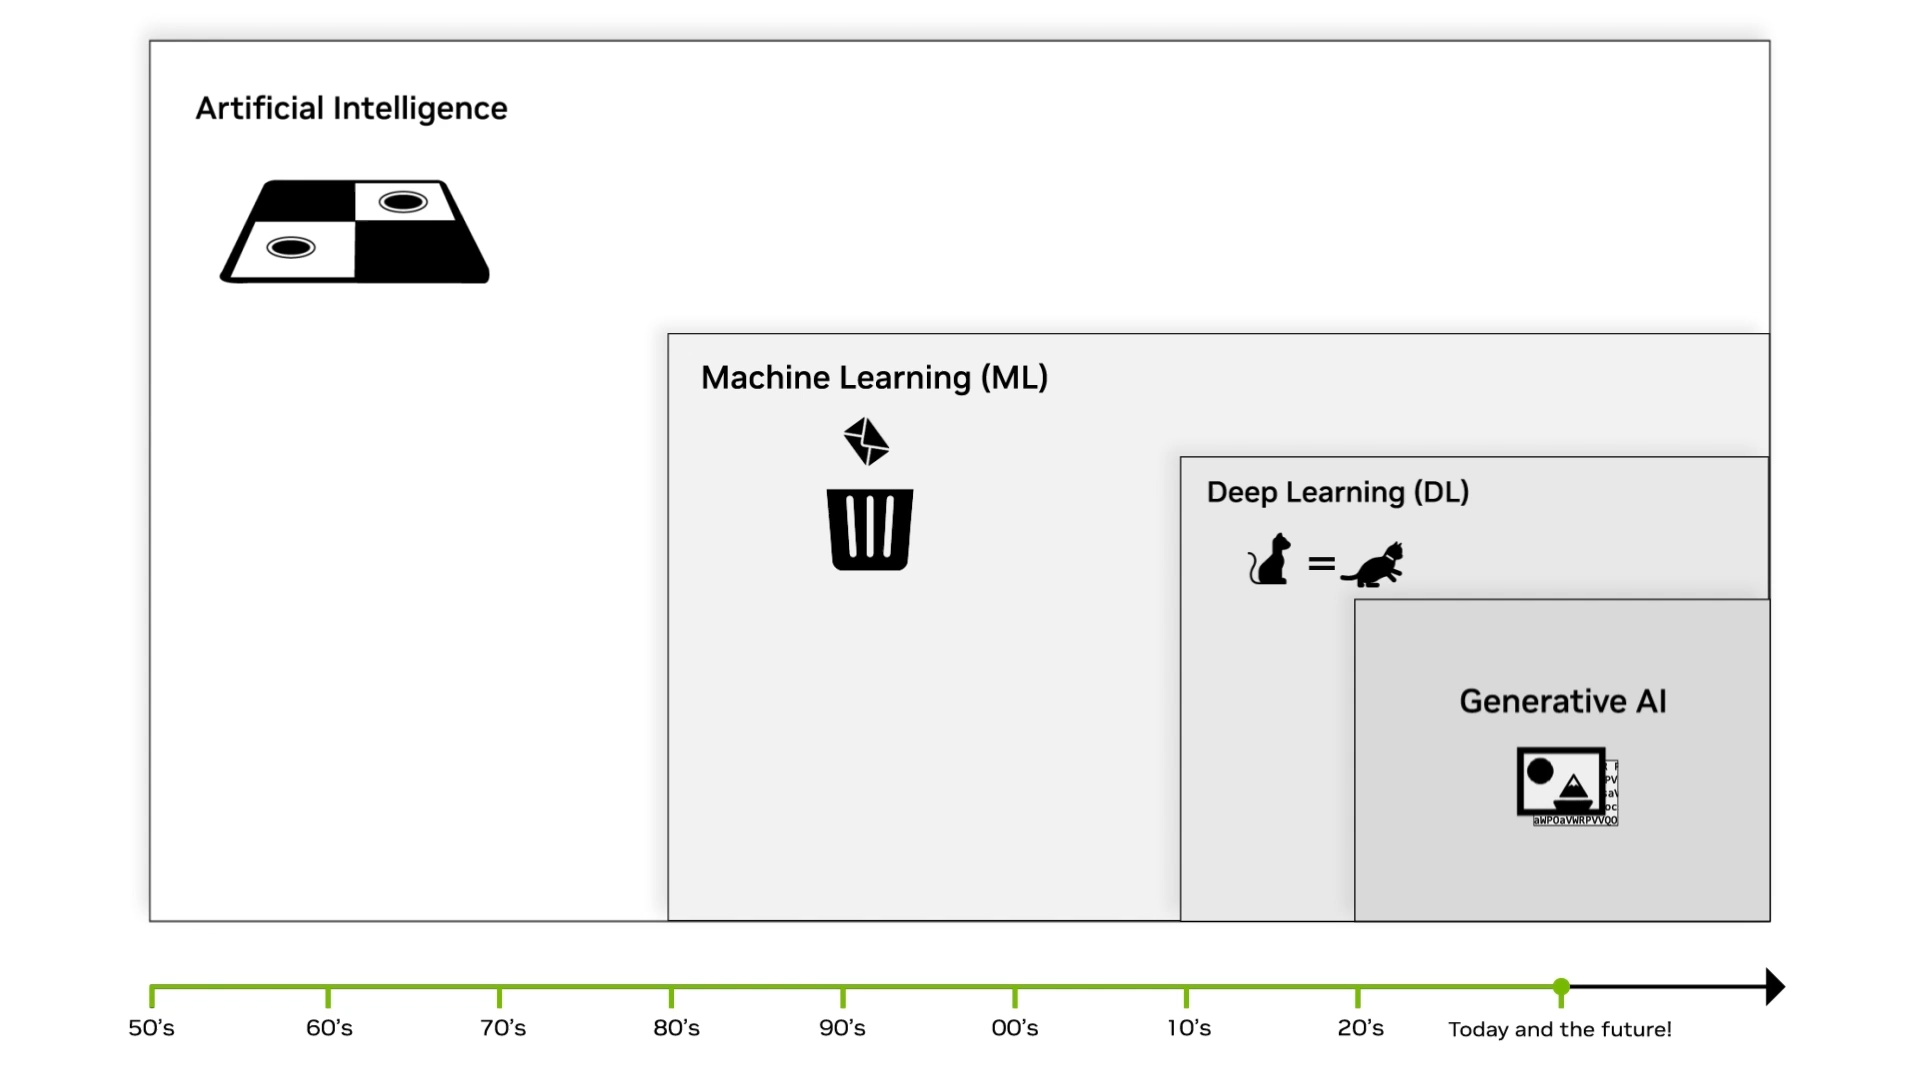 Artificial Intelligence
Machine Learning (ML)
Deep Learning (DL)
=
Generative AI
aWPOaVWRPVVQO
50’s
60’s
70’s
80’s
90’s
00’s
10’s
20’s
Today and the future!